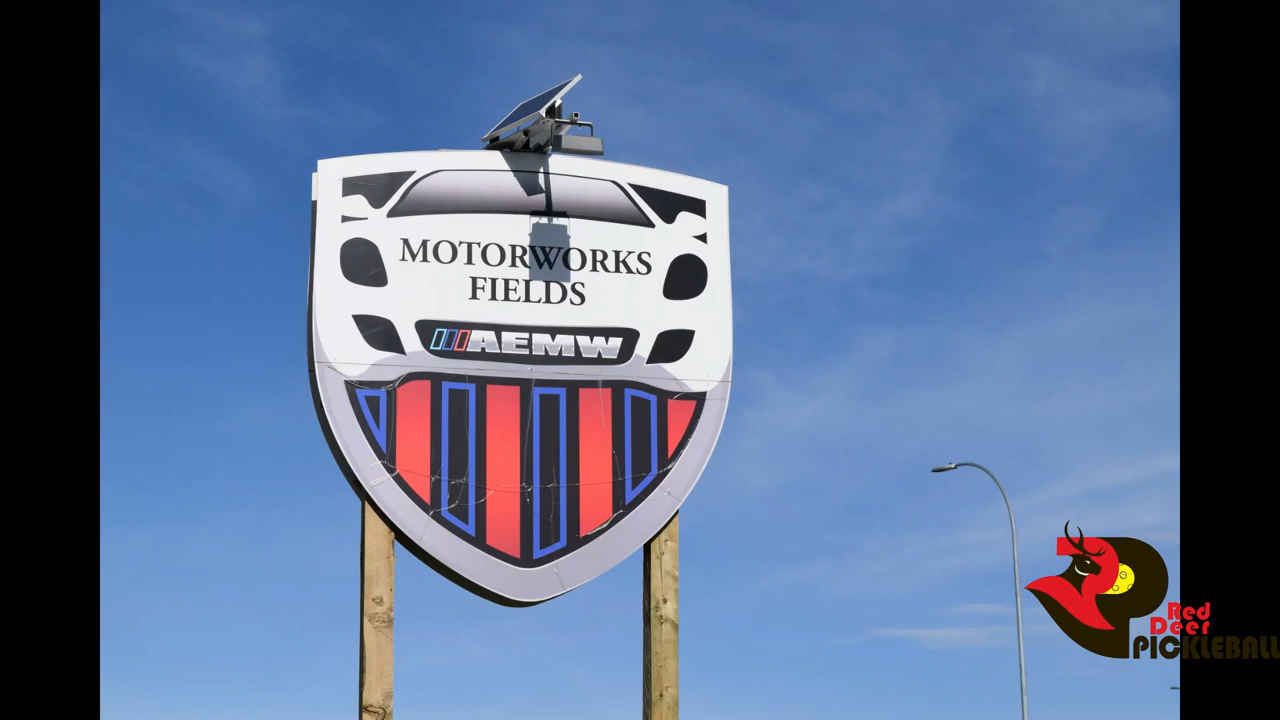 MOTORWORKS
FIELDS
AEMW
Red
Deer
PICKLEBALL